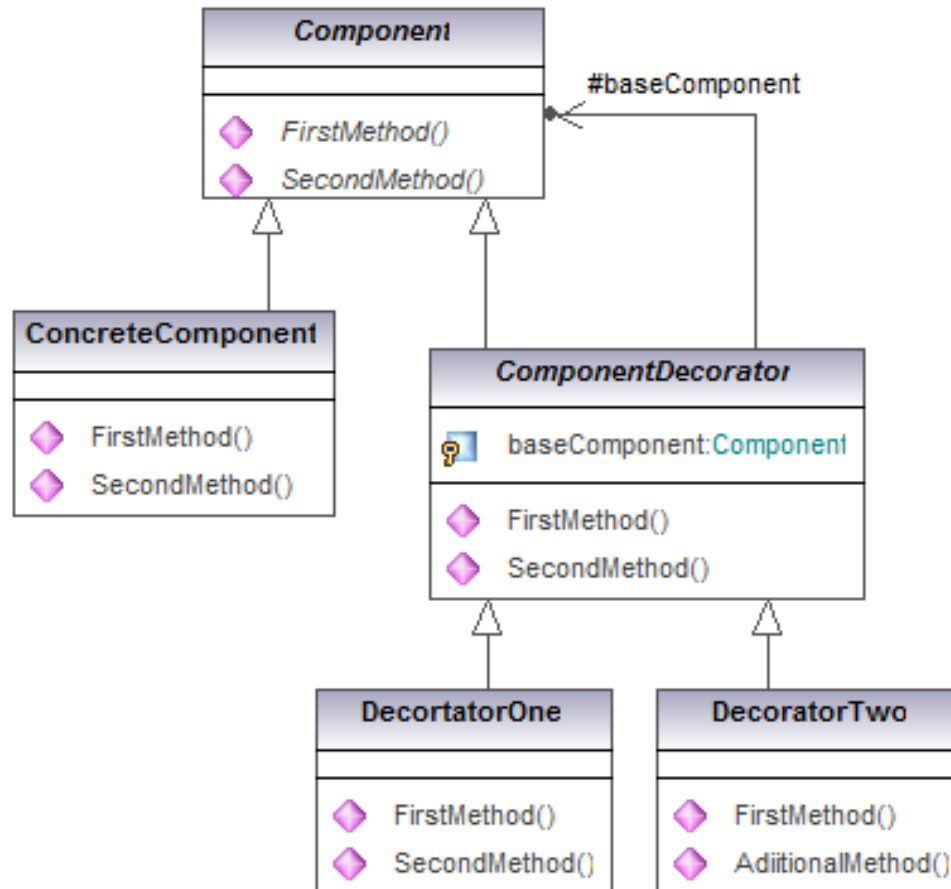 Component
#baseComponent
FirstMethod()
SecondMethod()
ConcreteComponent
FirstMethod()
SecondMethod()
ComponentDecorator
baseComponent:Component
FirstMethod()
SecondMethod()
DecortatorOne
FirstMethod()
SecondMethod()
DecoratorTwo
FirstMethod()
AdiitionalMethod()